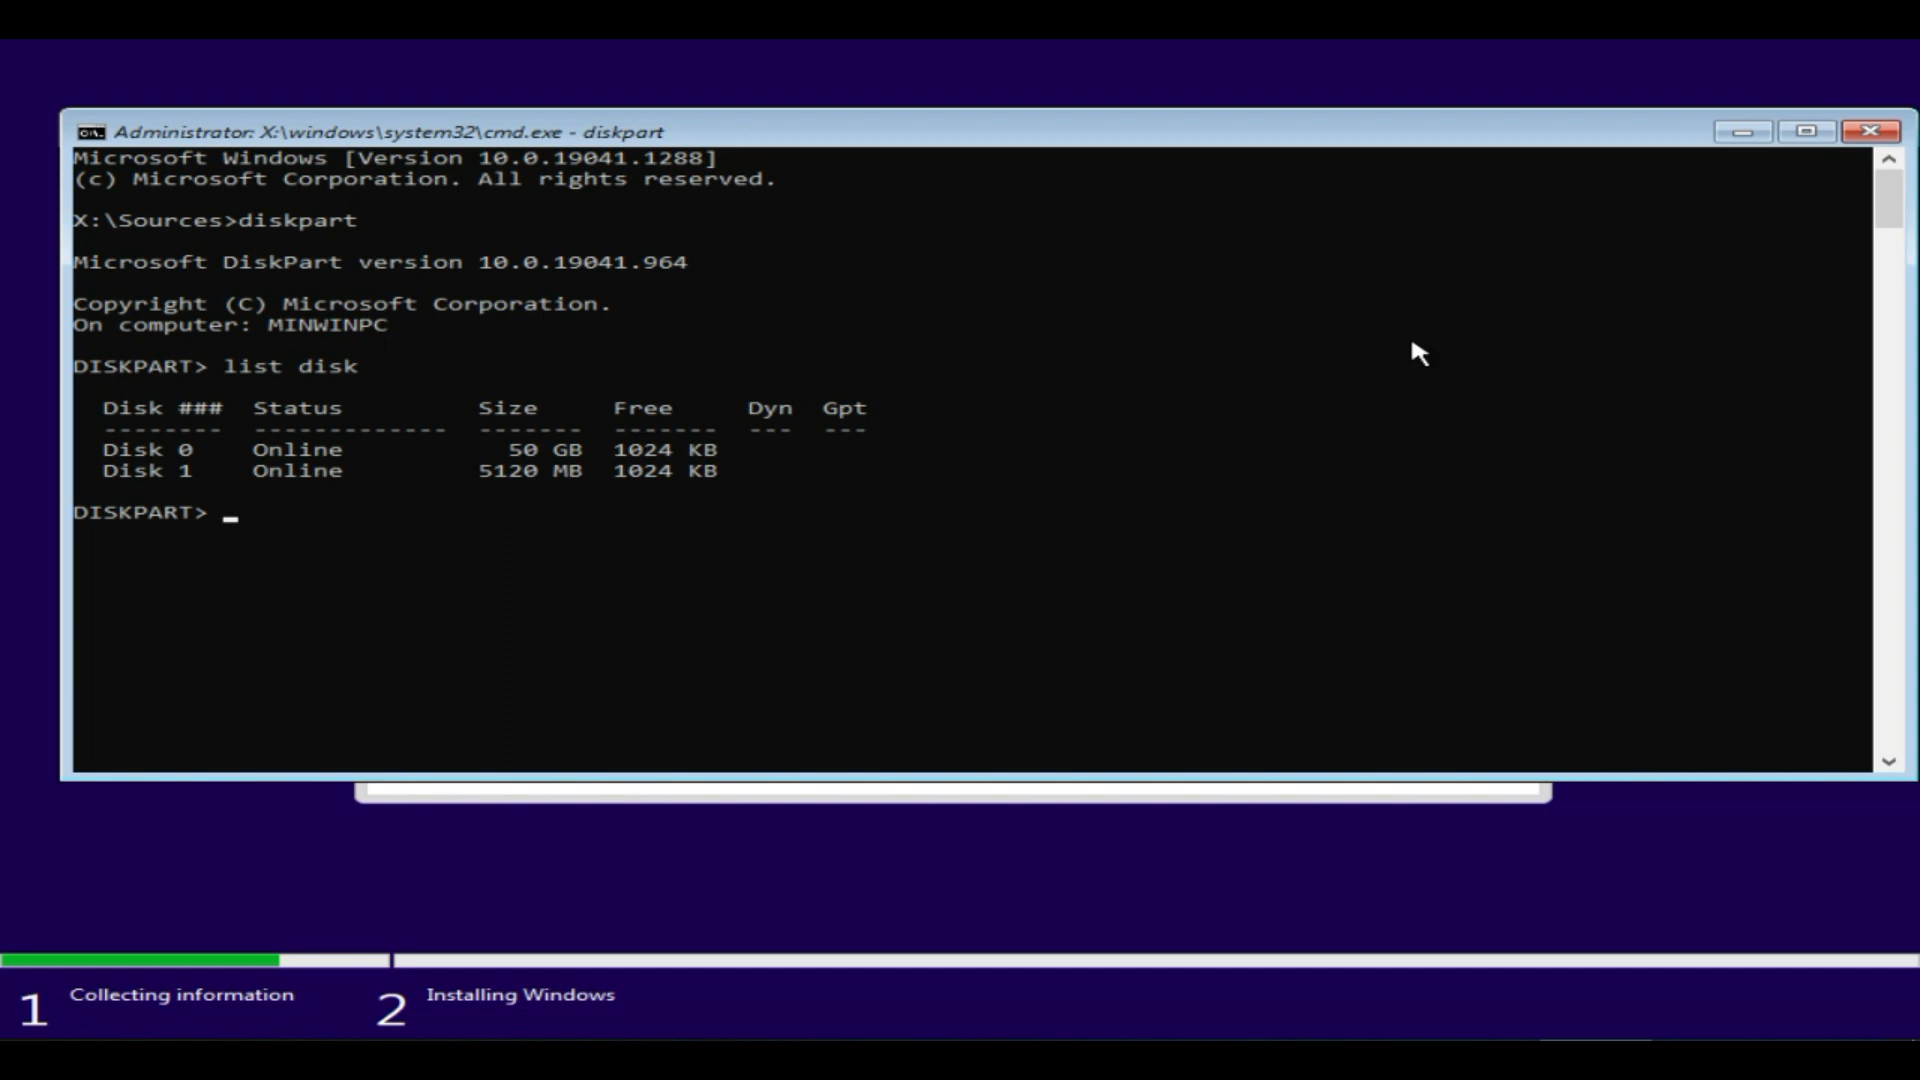 Administrator: X:\windows\system32\cmd.exe - diskpart
Microsoft Windows [Version 10.0.19041.1288]
(c) Microsoft Corporation. All rights reserved.
X:\Sources>diskpart
Microsoft DiskPart version 10.0.19041.964
Copyright (C) Microsoft Corporation.
On computer: MINWINPC
DISKPART> list disk
Disk ###  Status         Size     Free     Dyn  Gpt
--------  -------------  -------  -------  ---  ---
Disk 0    Online           50 GB  1024 KB
Disk 1    Online         5120 MB  1024 KB
DISKPART> _
1 Collecting information
2 Installing Windows